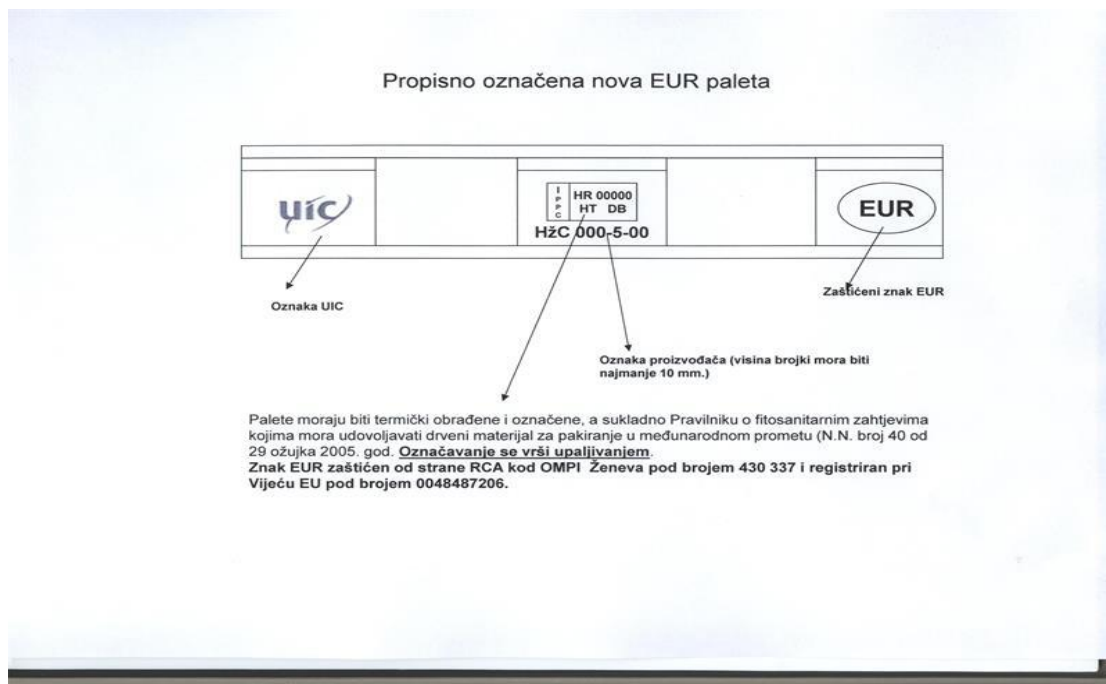 Propisno označena nova EUR paleta
uic
I
P
P
C
HR 00000
HT DB
HžC 000-5-00
EUR
Oznaka UIC
Zaštićeni znak EUR
Oznaka proizvođača (visina brojki mora biti
najmanje 10 mm.)
Palete moraju biti termički obrađene i označene, a sukladno Pravilniku o fitosanitarnim zahtjevima
kojima mora udovoljavati drveni materijal za pakiranje u međunarodnom prometu (N.N. broj 40 od
29 ožujka 2005. god. Označavanje se vrši upaljivanjem.
Znak EUR zaštićen od strane RCA kod OMPI Ženeva pod brojem 430 337 i registriran pri
Vijeću EU pod brojem 0048487206.